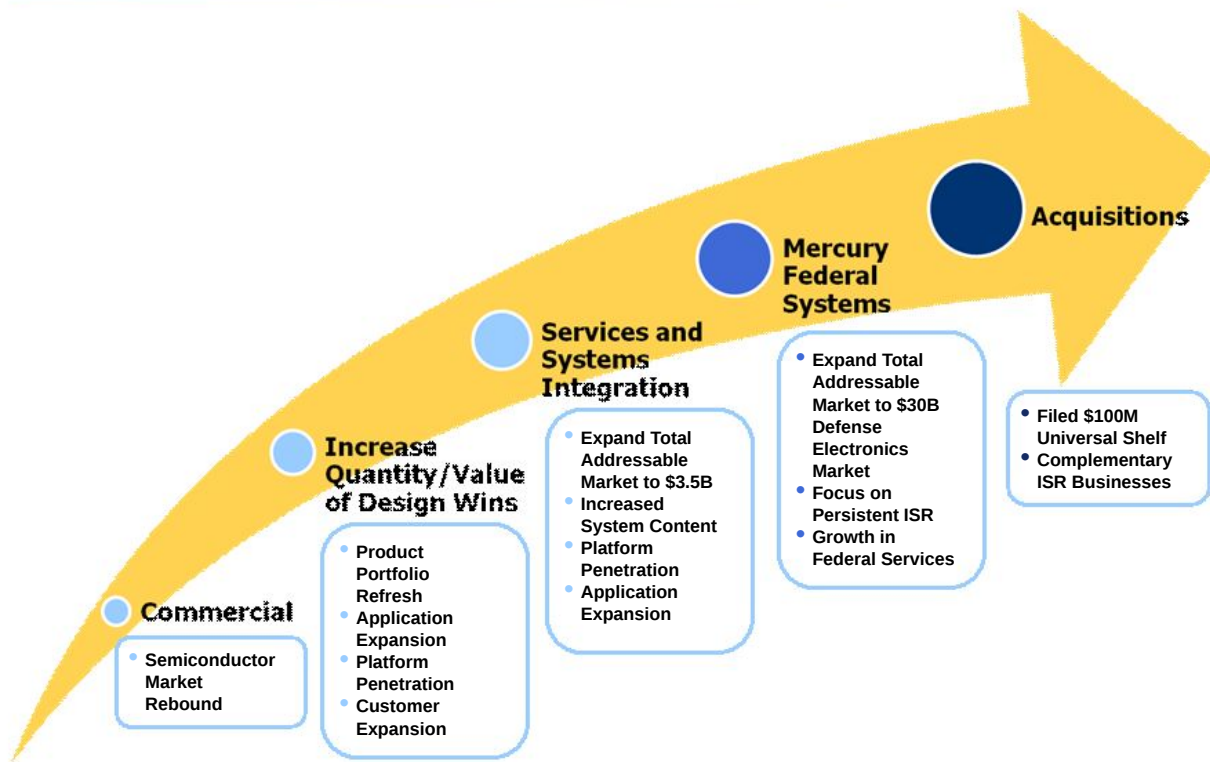 Commercial
• Semiconductor
Market
Rebound
Increase
Quantity/Value
of Design Wins
• Product
Portfolio
Refresh
• Application
Expansion
• Platform
Penetration
• Customer
Expansion
Services and
Systems
Integration
• Expand Total
Addressable
Market to $3.5B
• Increased
System Content
• Platform
Penetration
• Application
Expansion
Mercury
Federal
Systems
• Expand Total
Addressable
Market to $30B
Defense
Electronics
Market
• Focus on
Persistent ISR
• Growth in
Federal Services
Acquisitions
• Filed $100M
Universal Shelf
• Complementary
ISR Businesses